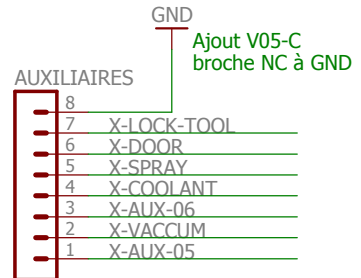 GND
Ajout V05-C
broche NC à GND
AUXILIAIRES
8
7 X-LOCK-TOOL
6 X-DOOR
5 X-SPRAY
4 X-COOLANT
3 X-AUX-06
2 X-VACCUM
1 X-AUX-05